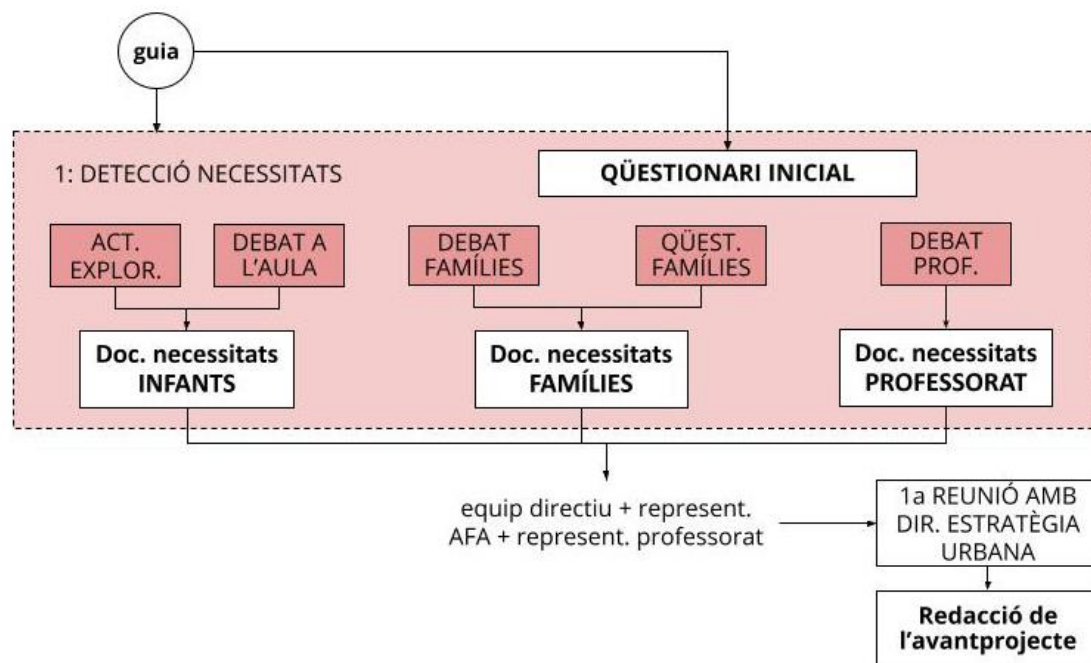 guia
1: DETECCIÓ NECESSITATS
QÜESTIONARI INICIAL
ACT.
EXPLOR.
DEBAT A
L'AULA
DEBAT
FAMÍLIES
QÜEST.
FAMÍLIES
DEBAT
PROF.
Doc. necessitats
INFANTS
Doc. necessitats
FAMÍLIES
Doc. necessitats
PROFESSORAT
equip directiu + represent.
AFA + represent. professorat
1a REUNIÓ AMB
DIR. ESTRATÈGIA
URBANA
Redacció de
l'avantprojecte